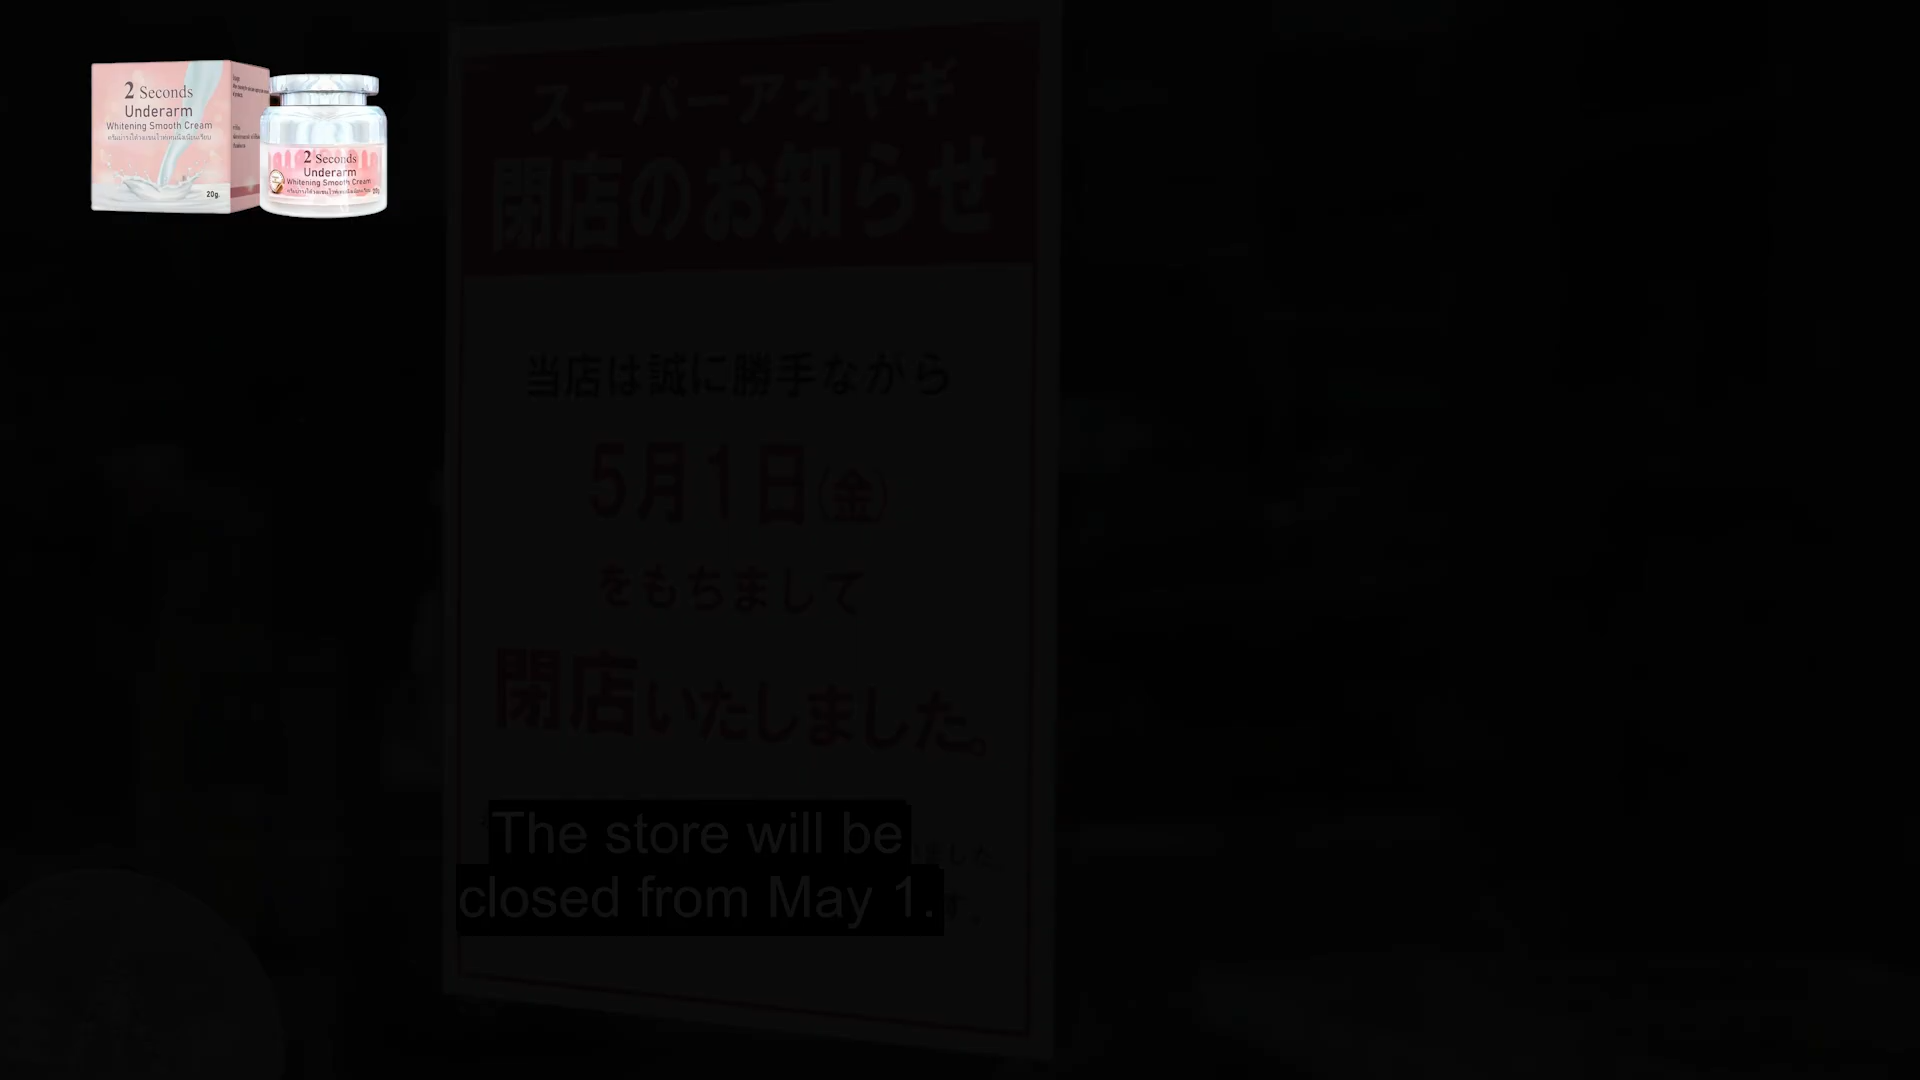 2 Seconds
Underarm
Whitening Smooth Cream
20g.
2 Seconds
Underarm
Whitening Smooth Cream
スーパーアオヤギ
閉店のお知らせ
当店は誠に勝手ながら
5月1日(金)
をもちまして
閉店いたしました。
The store will be
closed from May 1.